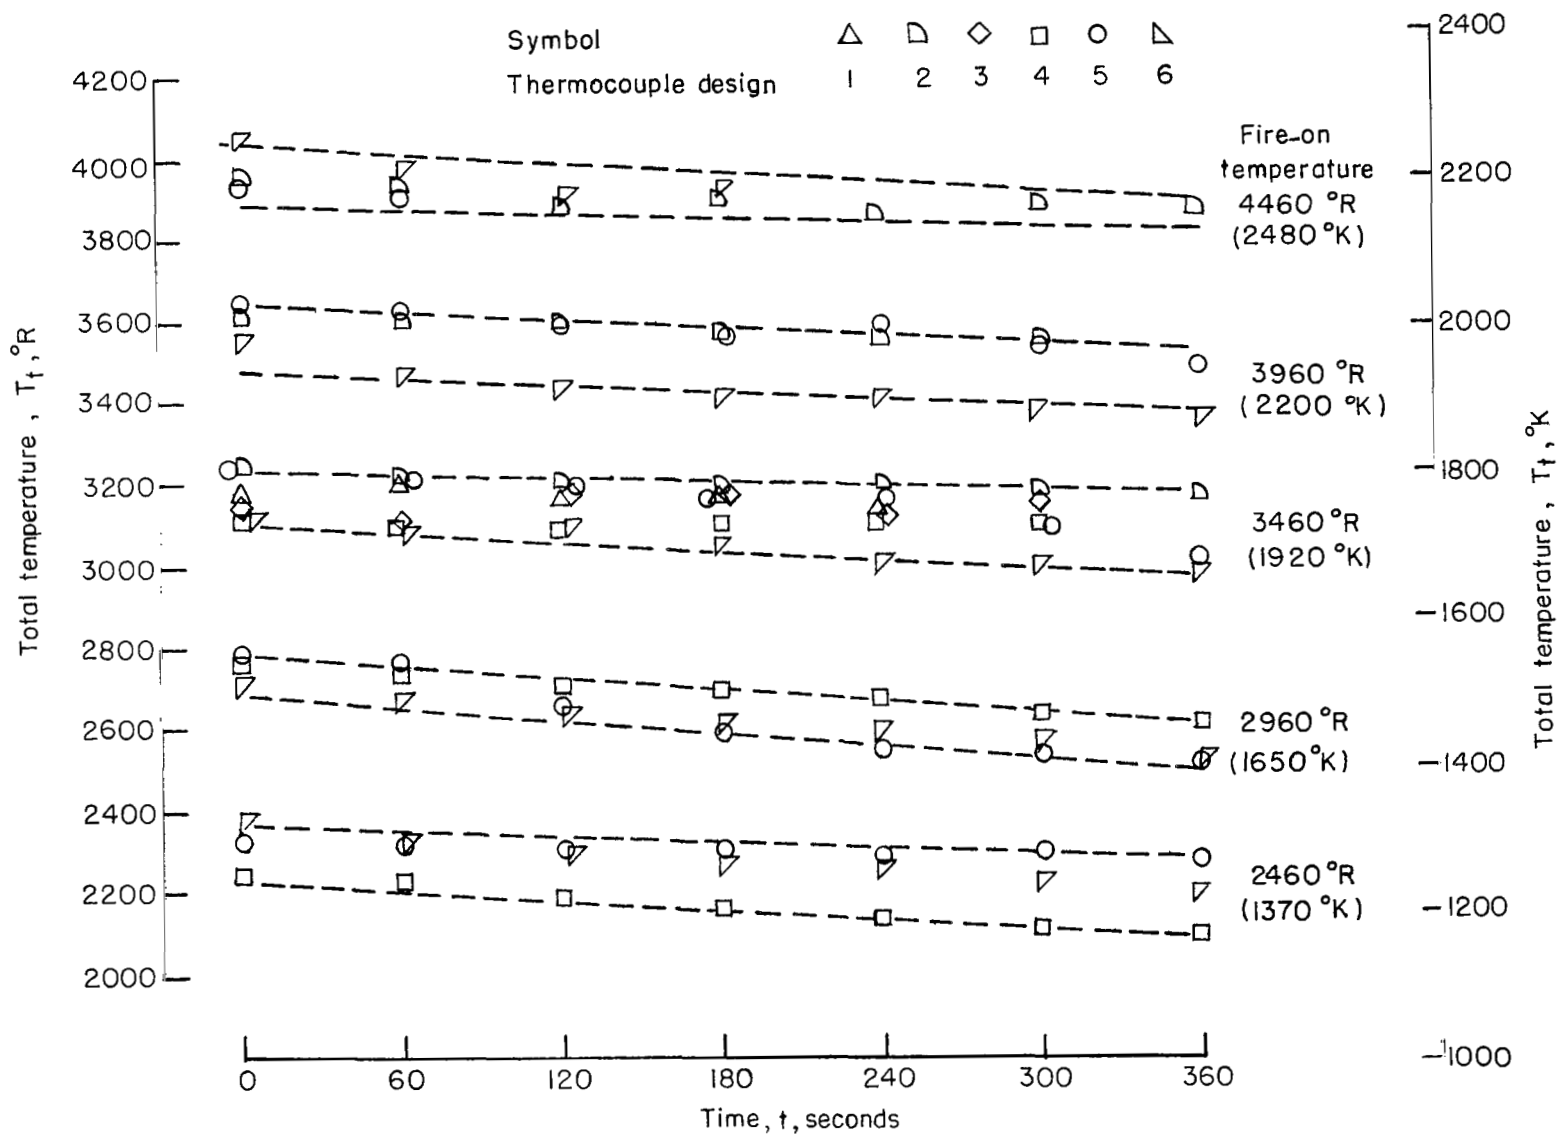 Symbol
Thermocouple design 1 2 3 4 5 6
Total temperature, Tt, °R
4200
4000
3800
3600
3400
3200
3000
2800
2600
2400
2200
2000
Fire-on
temperature
4460 °R
(2480 °K)
3960 °R
(2200 °K)
3460 °R
(1920 °K)
2960 °R
(1650 °K)
2460 °R
(1370 °K)
2400
2200
2000
1800
1600
1400
1200
1000
Total temperature, Tt, °K
0 60 120 180 240 300 360
Time, t, seconds